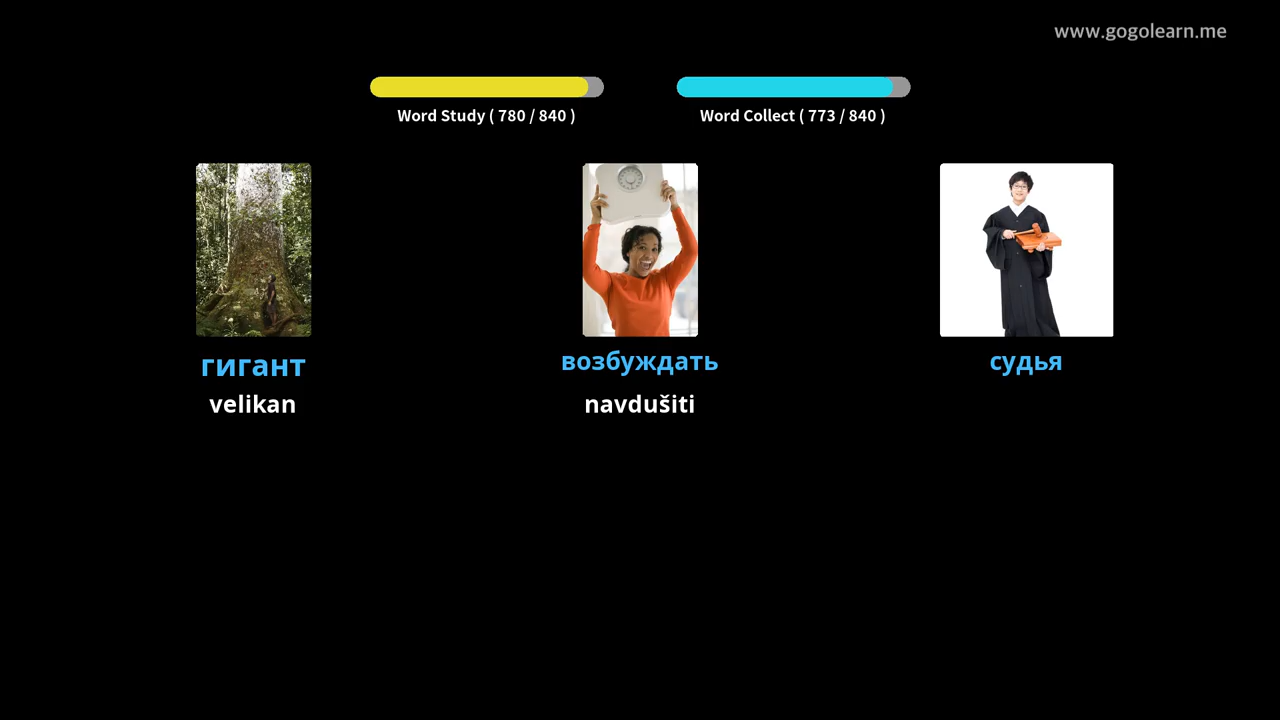 www.gogolearn.me
Word Study ( 780 / 840 )
Word Collect ( 773 / 840 )
гигант
возбуждать
судья
velikan
navdušiti